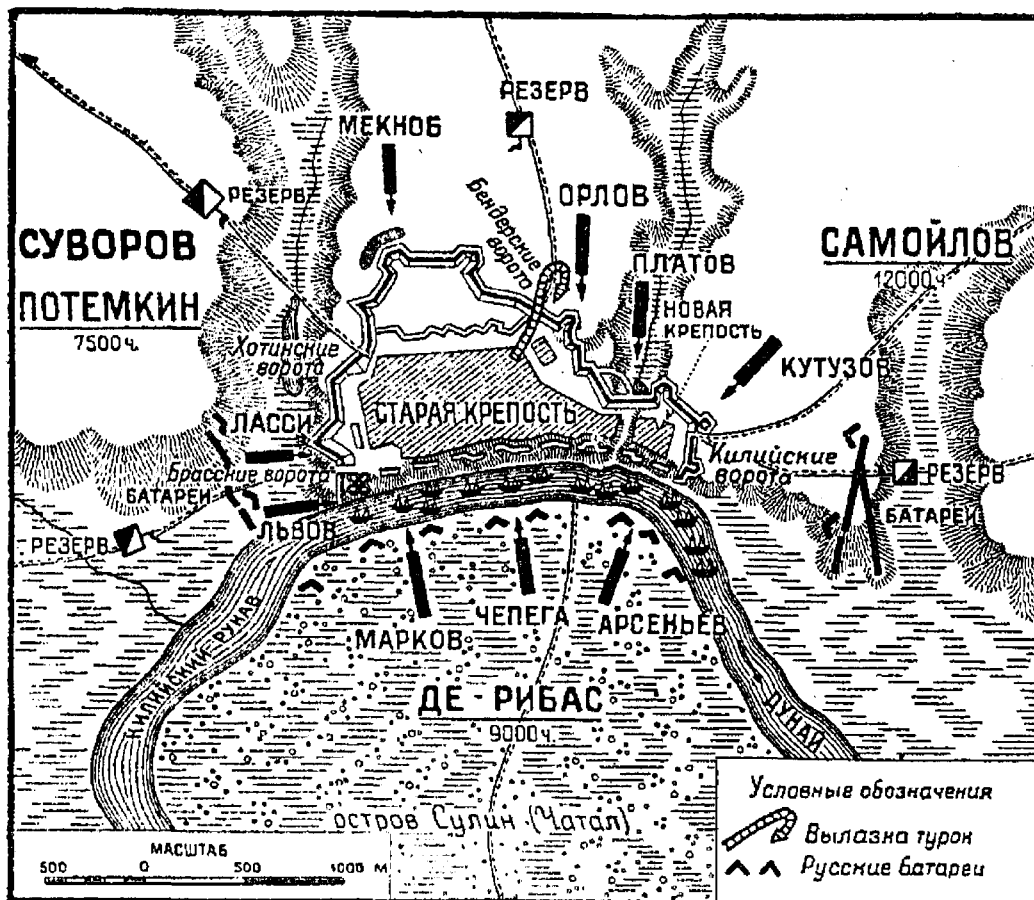 РЕЗЕРВ
МЕКНОБ
РЕЗЕРВ
Бендерские
ворота
ОРЛОВ
СУВОРОВ
ПОТЕМКИН
7500 ч.
ПЛАТОВ
САМОЙЛОВ
12000 ч.
НОВАЯ
КРЕПОСТЬ
КУТУЗОВ
Хотинские
ворота
ЛАССИ
СТАРАЯ КРЕПОСТЬ
Бросские ворота
Килийские
ворота
РЕЗЕРВ
БАТАРЕИ
БАТАРЕИ
РЕЗЕРВ
ЛЬВОВ
МАРКОВ
ЧЕПЕГА
АРСЕНЬЕВ
КИЛИЙСКИЙ РУКАВ
ДУНАЙ
ДЕ-РИБАС
9000 ч.
остров Сулин (Чатал)
МАСШТАБ
500 0 500 1000 М
Условные обозначения
Вылазка турок
Русские батареи